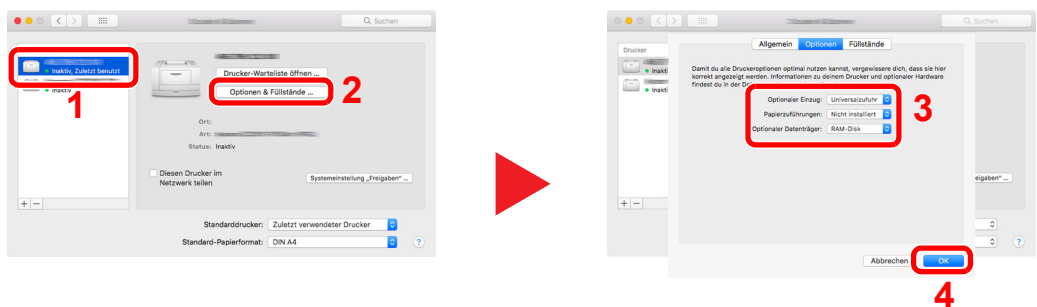 Suchen
Inaktiv, Zuletzt benutzt
Inaktiv
1
Drucker-Warteliste öffnen ...
Optionen & Füllstände ...
2
Ort:
Art:
Status: Inaktiv
Diesen Drucker im
Netzwerk teilen
Systemeinstellung „Freigaben“ ...
+ −
Standarddrucker: Zuletzt verwendeter Drucker
Standard-Papierformat: DIN A4
?
Suchen
Drucker
Inakti
Inakti
Allgemein Optionen Füllstände
Damit du alle Druckeroptionen optimal nutzen kannst, vergewissere dich, dass sie hier
korrekt angezeigt werden. Informationen zu deinem Drucker und optionaler Hardware
findest du in der
Optionaler Einzug: Universalzufuhr
Papierzuführungen: Nicht installiert
Optionaler Datenträger: RAM-Disk
3
eigaben“ ...
+ −
?
Abbrechen OK
4